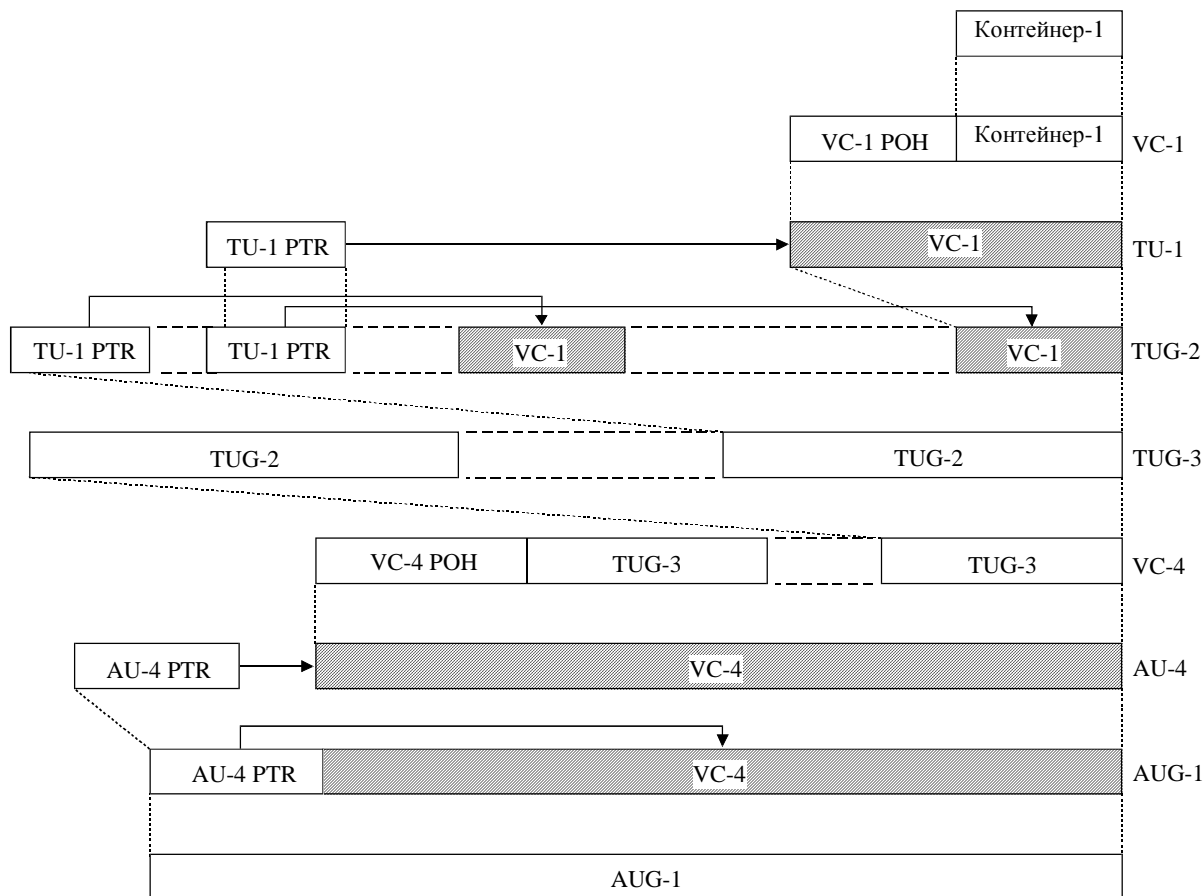 Контейнер-1
VC-1 POH Контейнер-1 VC-1
TU-1 PTR VC-1 TU-1
TU-1 PTR TU-1 PTR VC-1 VC-1 TUG-2
TUG-2 TUG-2 TUG-3
VC-4 POH TUG-3 TUG-3 VC-4
AU-4 PTR VC-4 AU-4
AU-4 PTR VC-4 AUG-1
AUG-1